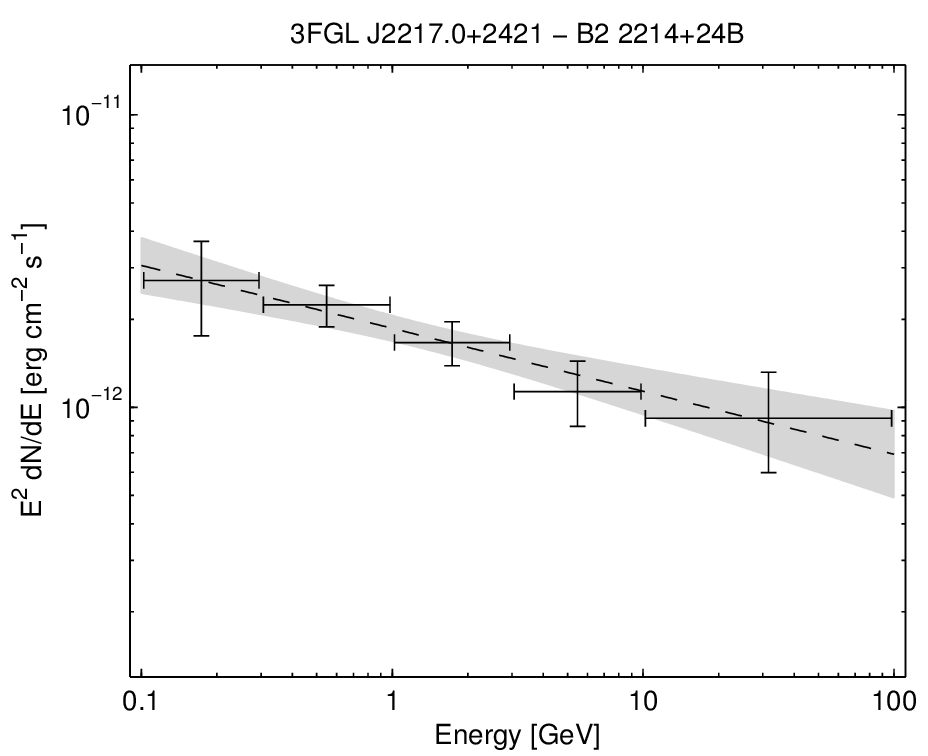 3FGL J2217.0+2421 − B2 2214+24B
10⁻¹¹
10⁻¹²
E² dN/dE [erg cm⁻² s⁻¹]
0.1 1 10 100
Energy [GeV]